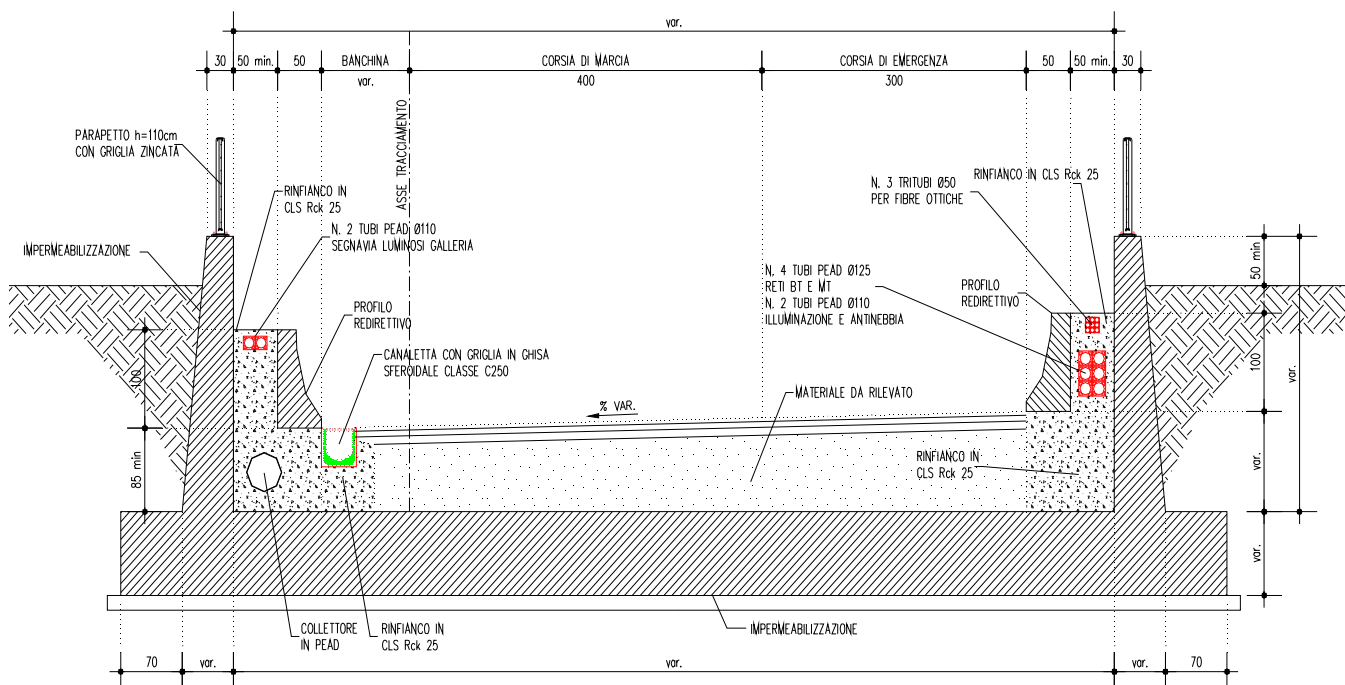 var.
30
50 min.
50
BANCHINA
CORSIA DI MARCIA
CORSIA DI EMERGENZA
50
50 min.
30
var.
400
300
ASSE TRACCIAMENTO
PARAPETTO h=110cm
CON GRIGLIA ZINCATA
RINFIANCO IN
CLS Rck 25
N. 2 TUBI PEAD Ø110
SEGNAVIA LUMINOSI GALLERIA
IMPERMEABILIZZAZIONE
PROFILO
REDIRETTIVO
CANALETTA CON GRIGLIA IN GHISA
SFEROIDALE CLASSE C250
N. 3 TRITUBI Ø50
PER FIBRE OTTICHE
RINFIANCO IN CLS Rck 25
N. 4 TUBI PEAD Ø125
RETI BT E MT
N. 2 TUBI PEAD Ø110
ILLUMINAZIONE E ANTINEBBIA
PROFILO
REDIRETTIVO
% VAR.
MATERIALE DA RILEVATO
RINFIANCO IN
CLS Rck 25
100
85 min
50 min
100
var.
var.
var.
COLLETTORE
IN PEAD
RINFIANCO IN
CLS Rck 25
IMPERMEABILIZZAZIONE
70
var.
var.
var.
70